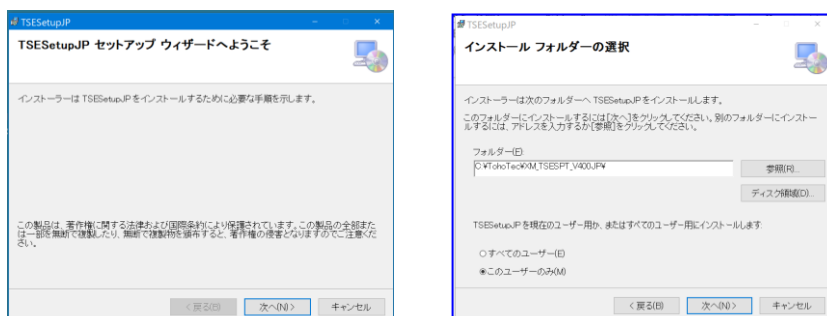 TSESetupJP
TSESetupJP セットアップ ウィザードへようこそ
インストーラーは TSESetupJP をインストールするために必要な手順を示します。
この製品は、著作権に関する法律および国際条約により保護されています。この製品の全部また
は一部を無断で複製したり、無断で複製物を頒布すると、著作権の侵害となりますのでご注意くだ
さい。
< 戻る(B)
次へ(N) >
キャンセル
TSESetupJP
インストール フォルダーの選択
インストーラーは次のフォルダーへ TSESetupJP をインストールします。
このフォルダーにインストールするには[次へ]をクリックしてください。別のフォルダーにインストー
ルするには、アドレスを入力するか[参照]をクリックしてください。
フォルダー(F):
C:¥TohoTec¥XM_TSESPT_V400JP¥
参照(R)...
ディスク領域(D)...
TSESetupJP を現在のユーザー用か、またはすべてのユーザー用にインストールします:
すべてのユーザー(E)
このユーザーのみ(M)
< 戻る(B)
次へ(N) >
キャンセル